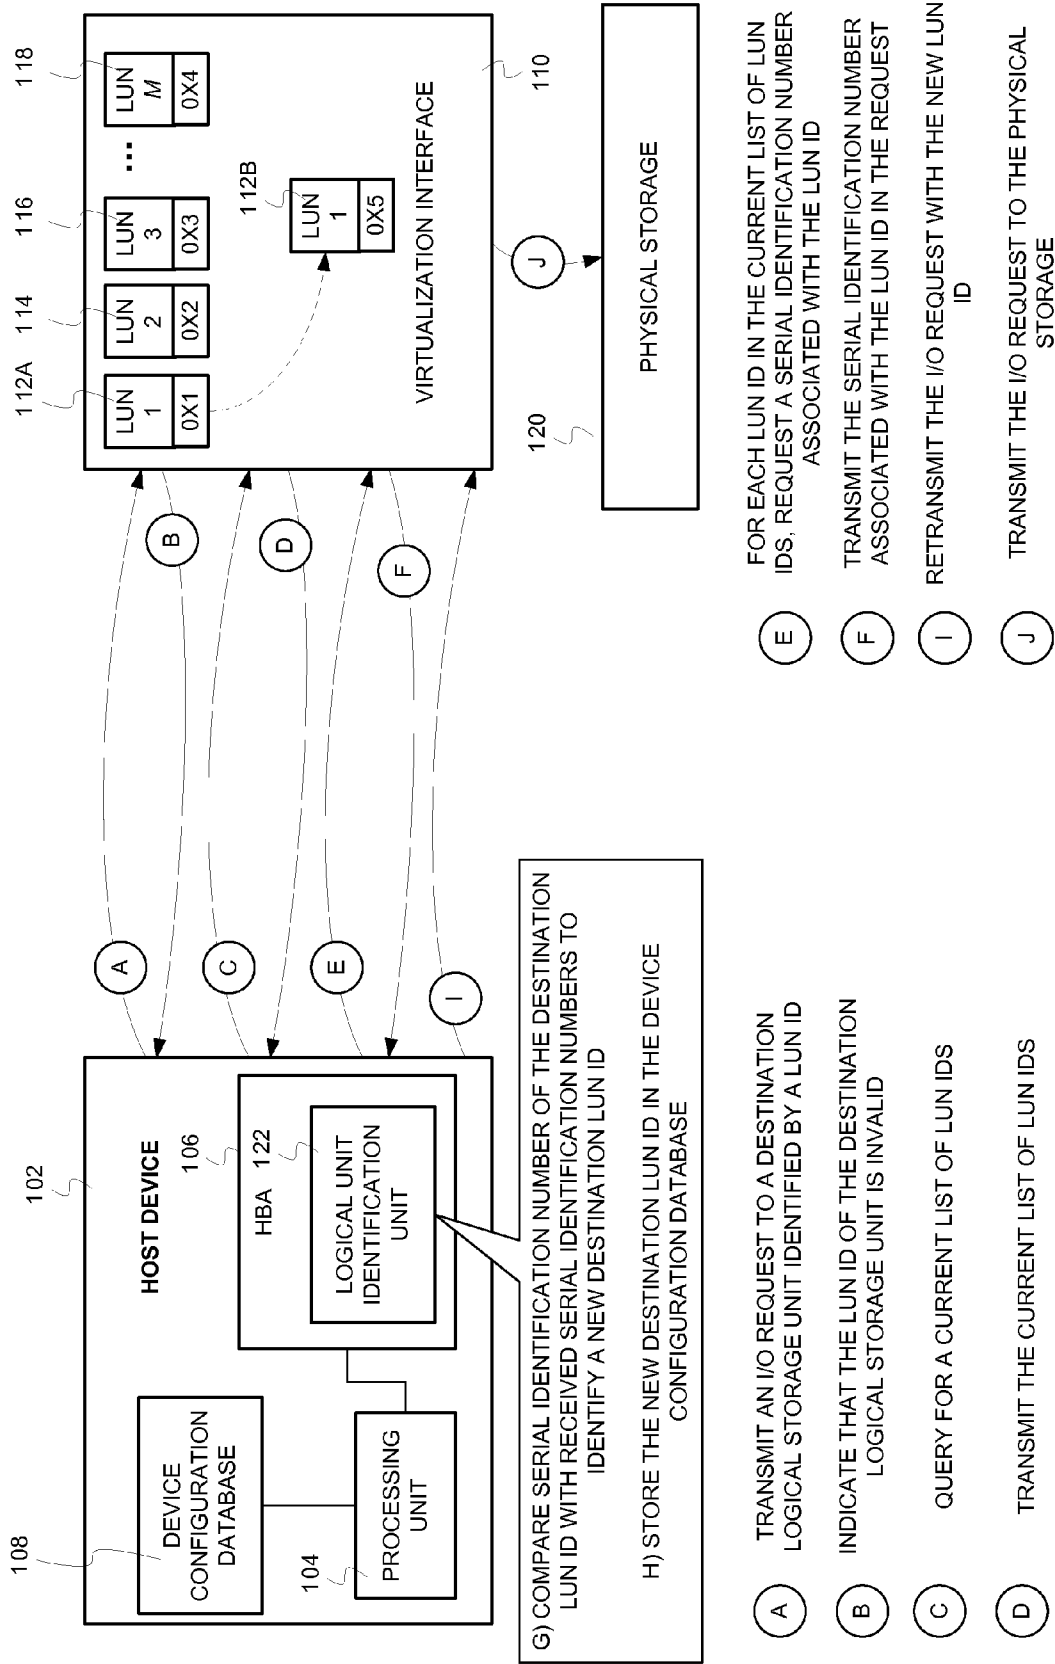 102
HOST DEVICE
108
DEVICE
CONFIGURATION
DATABASE
104
PROCESSING
UNIT
106
HBA
122
LOGICAL UNIT
IDENTIFICATION
UNIT
G) COMPARE SERIAL IDENTIFICATION NUMBER OF THE DESTINATION
LUN ID WITH RECEIVED SERIAL IDENTIFICATION NUMBERS TO
IDENTIFY A NEW DESTINATION LUN ID
H) STORE THE NEW DESTINATION LUN ID IN THE DEVICE
CONFIGURATION DATABASE
A
B
C
D
E
F
I
112A
LUN
1
0X1
114
LUN
2
0X2
116
LUN
3
0X3
...
118
LUN
M
0X4
112B
LUN
1
0X5
VIRTUALIZATION INTERFACE
110
J
120
PHYSICAL STORAGE
A
TRANSMIT AN I/O REQUEST TO A DESTINATION
LOGICAL STORAGE UNIT IDENTIFIED BY A LUN ID
B
INDICATE THAT THE LUN ID OF THE DESTINATION
LOGICAL STORAGE UNIT IS INVALID
C
QUERY FOR A CURRENT LIST OF LUN IDS
D
TRANSMIT THE CURRENT LIST OF LUN IDS
E
FOR EACH LUN ID IN THE CURRENT LIST OF LUN
IDS, REQUEST A SERIAL IDENTIFICATION NUMBER
ASSOCIATED WITH THE LUN ID
F
TRANSMIT THE SERIAL IDENTIFICATION NUMBER
ASSOCIATED WITH THE LUN ID IN THE REQUEST
I
RETRANSMIT THE I/O REQUEST WITH THE NEW LUN
ID
J
TRANSMIT THE I/O REQUEST TO THE PHYSICAL
STORAGE